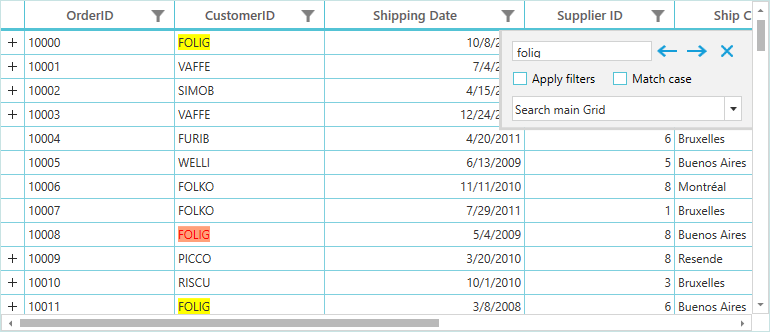 OrderID CustomerID Shipping Date Supplier ID Ship C
+ 10000 FOLIG 10/8/2
folig
+ 10001 VAFFE 7/4/
Apply filters Match case
+ 10002 SIMOB 4/15/
Search main Grid
+ 10003 VAFFE 12/24/
10004 FURIB 4/20/2011 6 Bruxelles
10005 WELLI 6/13/2009 5 Buenos Aires
10006 FOLKO 11/11/2010 8 Montréal
10007 FOLKO 7/29/2011 1 Bruxelles
10008 FOLIG 5/4/2009 8 Buenos Aires
+ 10009 PICCO 3/20/2010 8 Resende
+ 10010 RISCU 10/1/2010 3 Bruxelles
+ 10011 FOLIG 3/8/2008 6 Buenos Aires